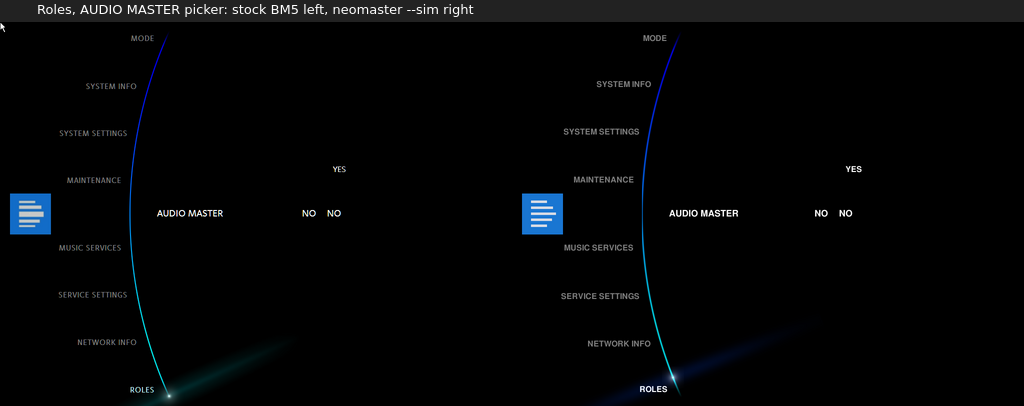 Roles, AUDIO MASTER picker: stock BM5 left, neomaster --sim right
MODE
SYSTEM INFO
SYSTEM SETTINGS
MAINTENANCE
YES
AUDIO MASTER NO NO
MUSIC SERVICES
SERVICE SETTINGS
NETWORK INFO
ROLES
MODE
SYSTEM INFO
SYSTEM SETTINGS
MAINTENANCE
YES
AUDIO MASTER NO NO
MUSIC SERVICES
SERVICE SETTINGS
NETWORK INFO
ROLES